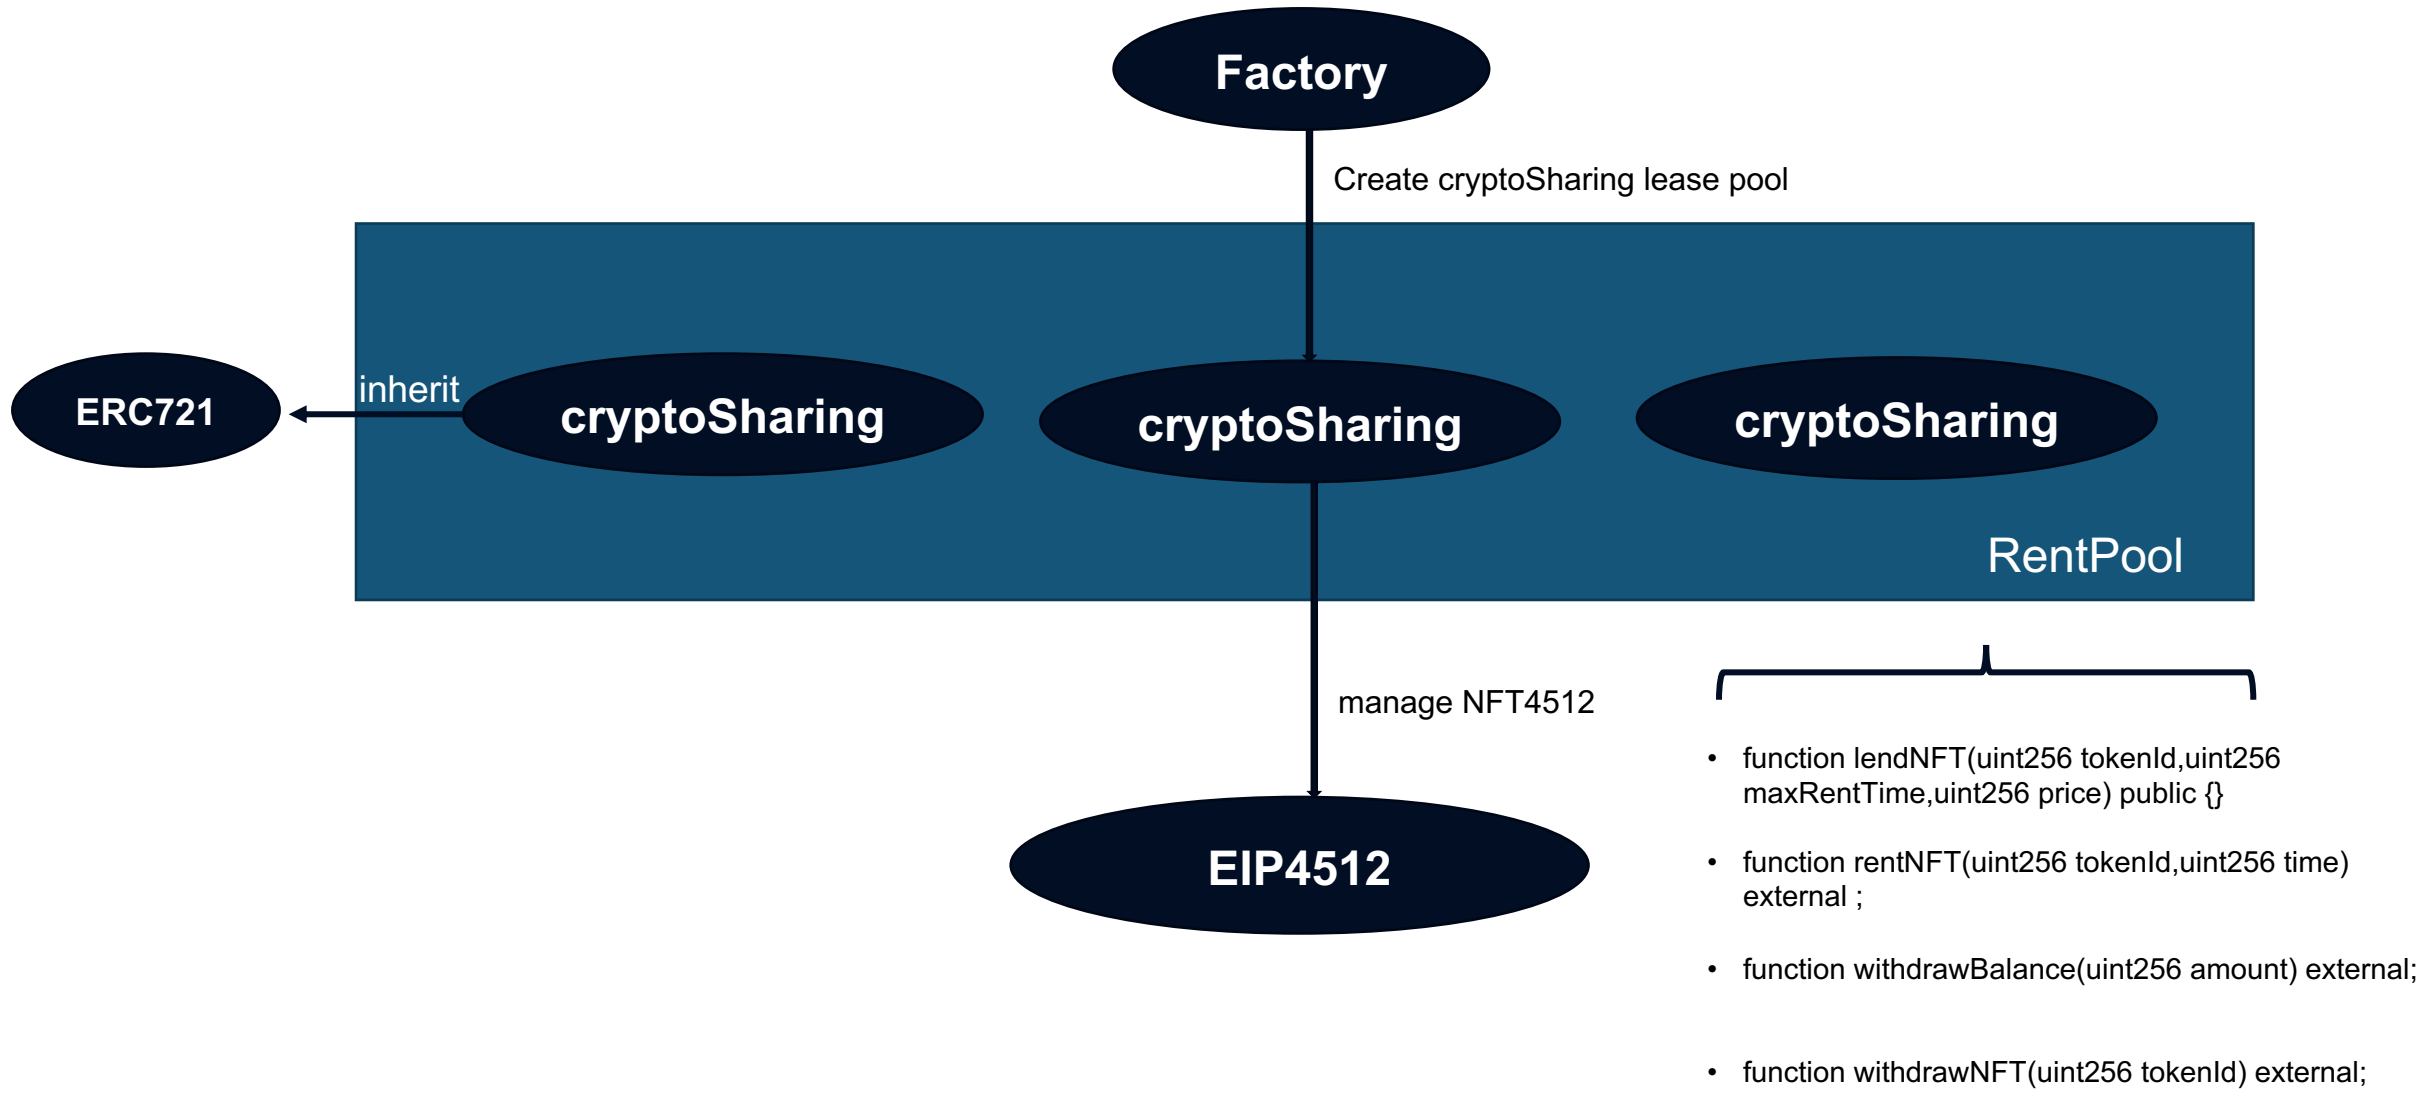 Factory
Create cryptoSharing lease pool
ERC721
inherit
cryptoSharing
cryptoSharing
cryptoSharing
RentPool
manage NFT4512
EIP4512
• function lendNFT(uint256 tokenId,uint256
maxRentTime,uint256 price) public {}
• function rentNFT(uint256 tokenId,uint256 time)
external ;
• function withdrawBalance(uint256 amount) external;
• function withdrawNFT(uint256 tokenId) external;